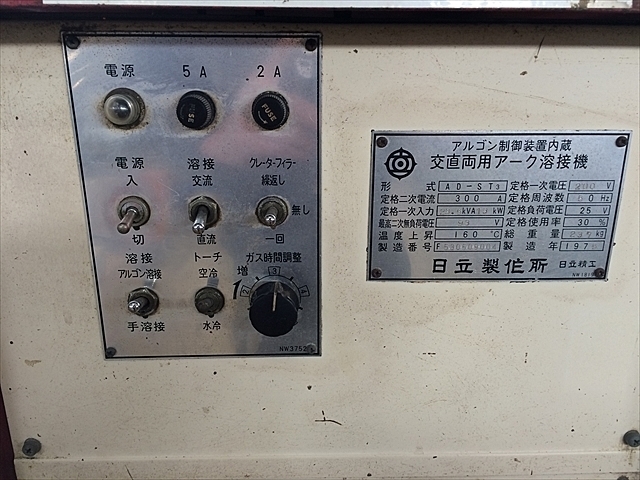 電源 5A 2A
FUSE FUSE
電源 溶接 クレーターフィラー
入 交流 繰返し
無し
切 直流 一回
溶接 トーチ ガス時間調整
アルゴン溶接 空冷 増
2 3 4
手溶接 水冷
NW3752
アルゴン制御装置内蔵
交直両用アーク溶接機
形式 AD-ST3 定格一次電圧 200 V
定格二次電流 300 A 定格周波数 60 Hz
定格一次入力 kVA kW 定格負荷電圧 25 V
最高二次無負荷電圧 V 定格使用率 30 %
温度上昇 160 ℃ 総重量 kg
製造番号 製造年 197
日立製作所 日立精工